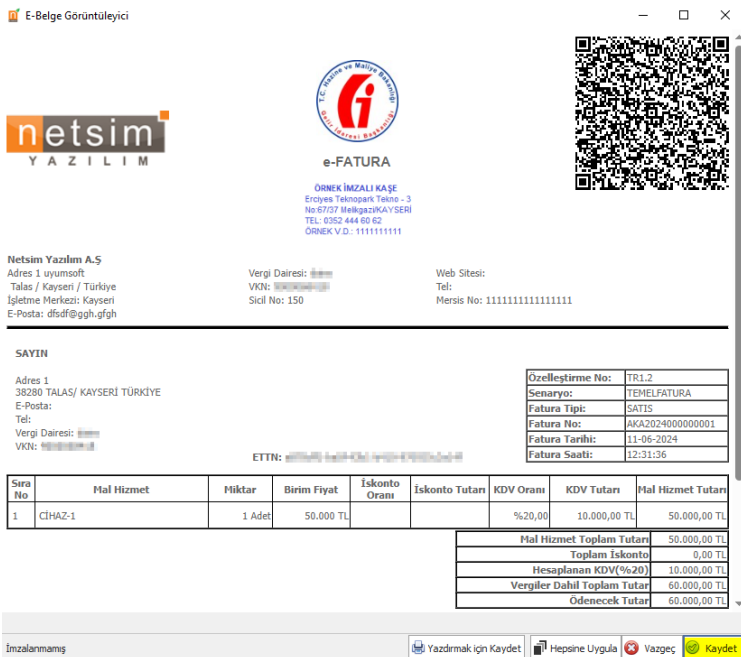 E-Belge Görüntüleyici
netsim
YAZILIM
T.C. Hazine ve Maliye Bakanlığı
Gelir İdaresi Başkanlığı
e-FATURA
ÖRNEK İMZALI KAŞE
Erciyes Teknopark Tekno - 3
No:67/37 Melikgazi/KAYSERİ
TEL: 0352 444 60 62
ÖRNEK V.D.: 1111111111
Netsim Yazılım A.Ş
Adres 1 uyumsoft
Talas / Kayseri / Türkiye
İşletme Merkezi: Kayseri
E-Posta: dfsdf@ggh.gfgh
Vergi Dairesi:
VKN:
Sicil No: 150
Web Sitesi:
Tel:
Mersis No: 1111111111111111
SAYIN
Adres 1
38280 TALAS/ KAYSERİ TÜRKİYE
E-Posta:
Tel:
Vergi Dairesi:
VKN:
ETTN:
Özelleştirme No: TR1.2
Senaryo: TEMELFATURA
Fatura Tipi: SATIS
Fatura No: AKA2024000000001
Fatura Tarihi: 11-06-2024
Fatura Saati: 12:31:36
Sıra No Mal Hizmet Miktar Birim Fiyat İskonto Oranı İskonto Tutarı KDV Oranı KDV Tutarı Mal Hizmet Tutarı
1 CİHAZ-1 1 Adet 50.000 TL %20,00 10.000,00 TL 50.000,00 TL
Mal Hizmet Toplam Tutarı 50.000,00 TL
Toplam İskonto 0,00 TL
Hesaplanan KDV(%20) 10.000,00 TL
Vergiler Dahil Toplam Tutar 60.000,00 TL
Ödenecek Tutar 60.000,00 TL
İmzalanmamış
Yazdırmak için Kaydet
Hepsine Uygula
Vazgeç
Kaydet